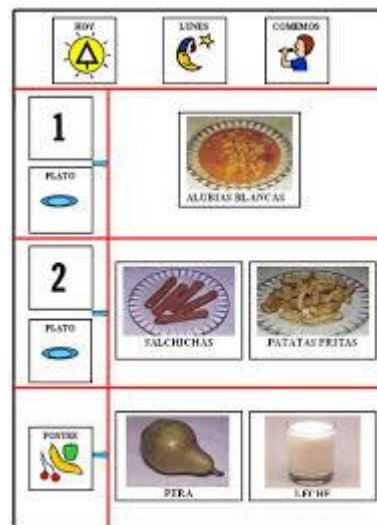 HOY
LUNES
COMEMOS
1
PLATO
ALUBIAS BLANCAS
2
PLATO
SALCHICHAS
PATATAS FRITAS
POSTRE
PERA
LECHE